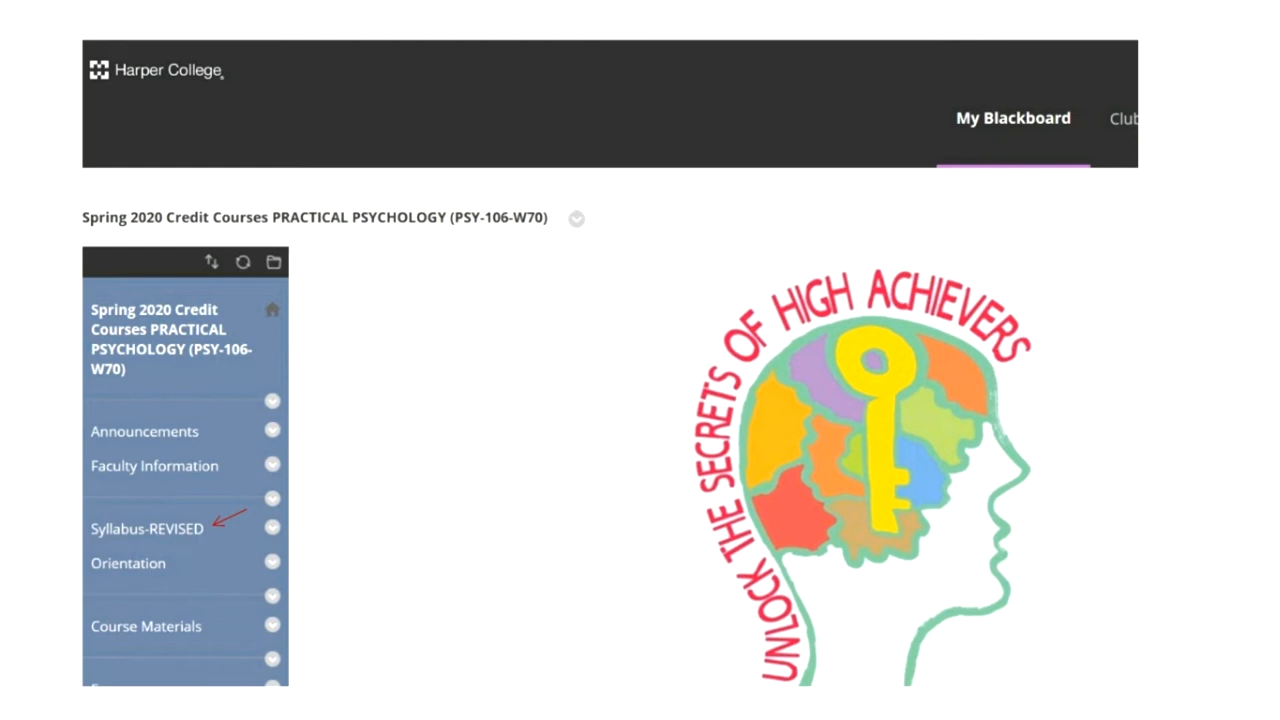 Harper College
My Blackboard
Spring 2020 Credit Courses PRACTICAL PSYCHOLOGY (PSY-106-W70)
Spring 2020 Credit
Courses PRACTICAL
PSYCHOLOGY (PSY-106-
W70)
Announcements
Faculty Information
Syllabus-REVISED
Orientation
Course Materials
UNLOCK THE SECRETS OF HIGH ACHIEVERS